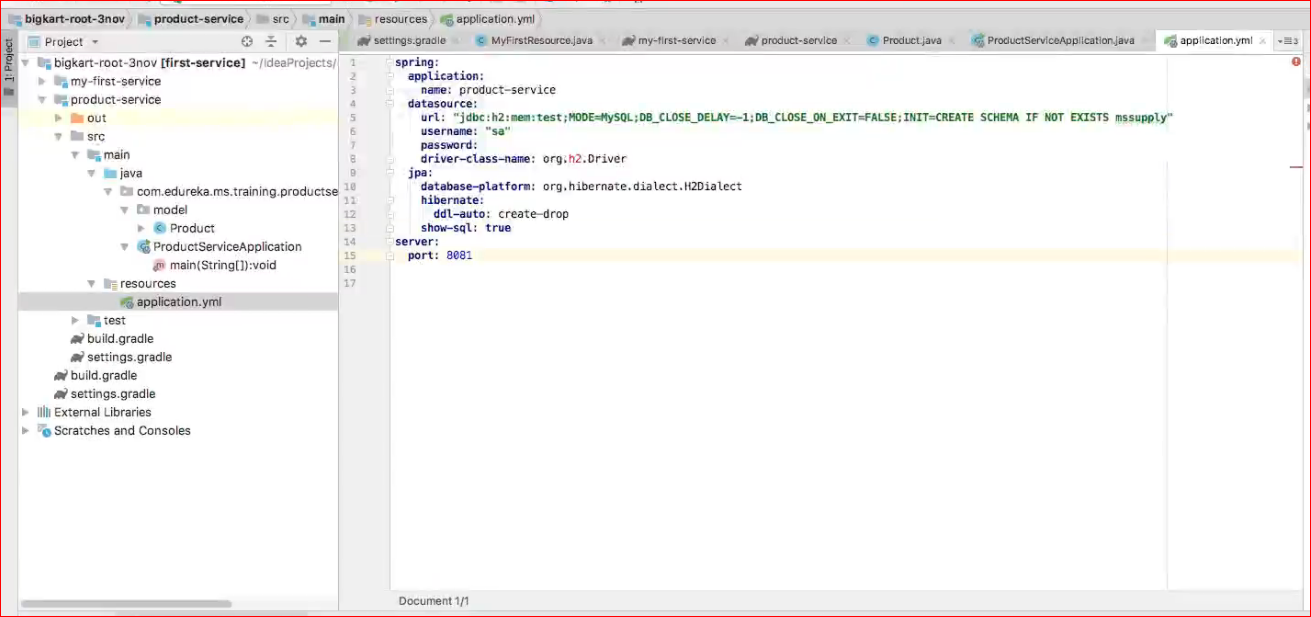 bigkart-root-3nov product-service src main resources application.yml
1: Project
Project
settings.gradle MyFirstResource.java my-first-service product-service Product.java ProductServiceApplication.java application.yml
bigkart-root-3nov [first-service] ~/IdeaProjects/
my-first-service
product-service
out
src
main
java
com.edureka.ms.training.productse
model
Product
ProductServiceApplication
main(String[]):void
resources
application.yml
test
build.gradle
settings.gradle
build.gradle
settings.gradle
External Libraries
Scratches and Consoles
1 spring:
2 application:
3 name: product-service
4 datasource:
5 url: "jdbc:h2:mem:test;MODE=MySQL;DB_CLOSE_DELAY=-1;DB_CLOSE_ON_EXIT=FALSE;INIT=CREATE SCHEMA IF NOT EXISTS mssupply"
6 username: "sa"
7 password:
8 driver-class-name: org.h2.Driver
9 jpa:
10 database-platform: org.hibernate.dialect.H2Dialect
11 hibernate:
12 ddl-auto: create-drop
13 show-sql: true
14 server:
15 port: 8081
16
17
Document 1/1